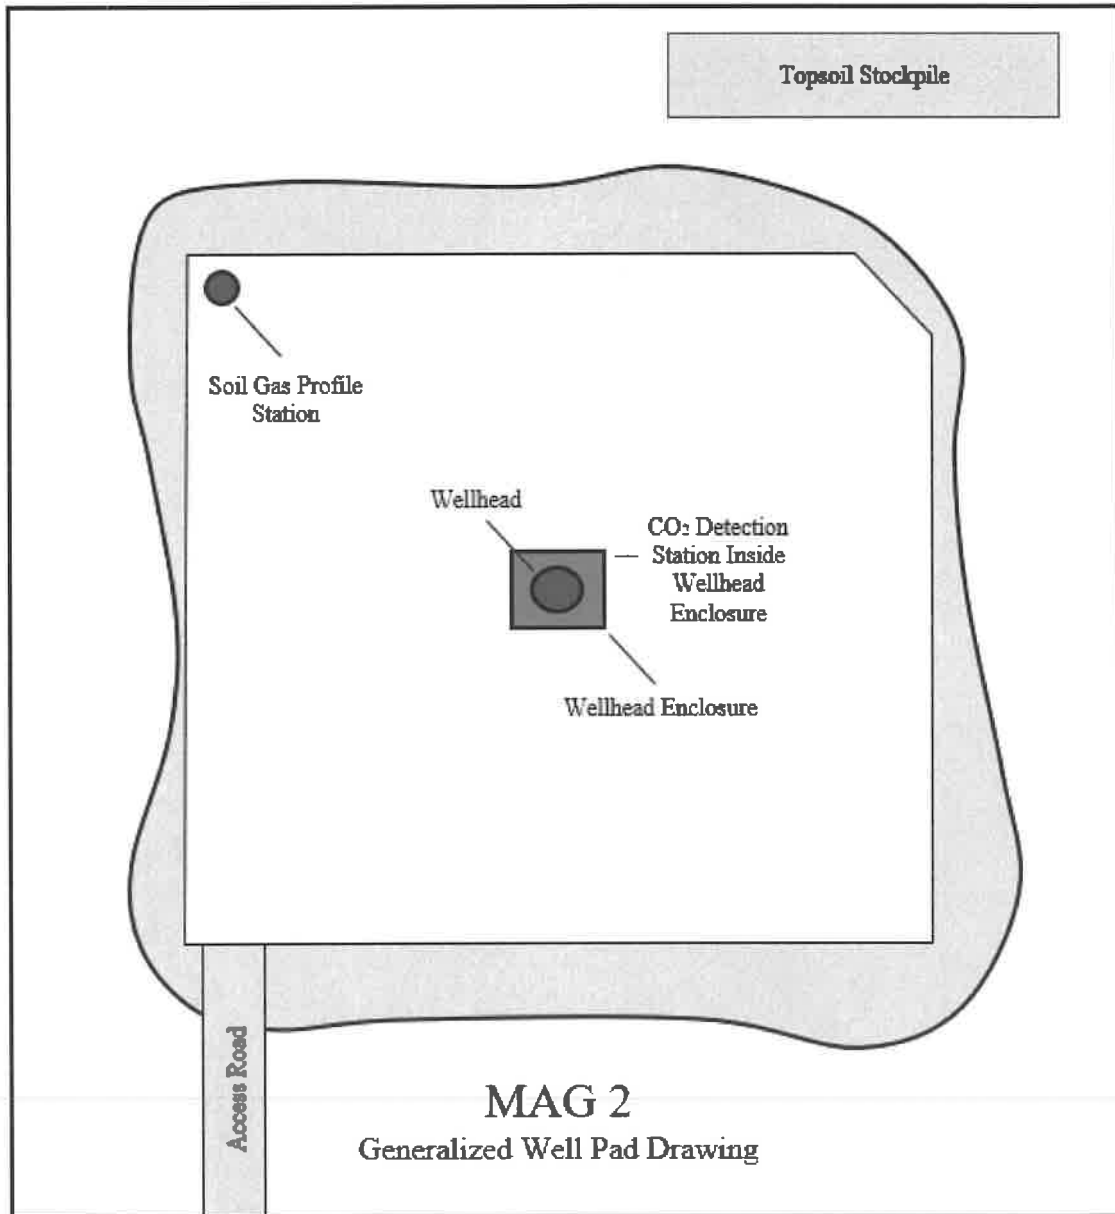 Topsoil Stockpile
Soil Gas Profile
Station
Wellhead
CO₂ Detection
Station Inside
Wellhead
Enclosure
Wellhead Enclosure
Access Road
MAG 2
Generalized Well Pad Drawing